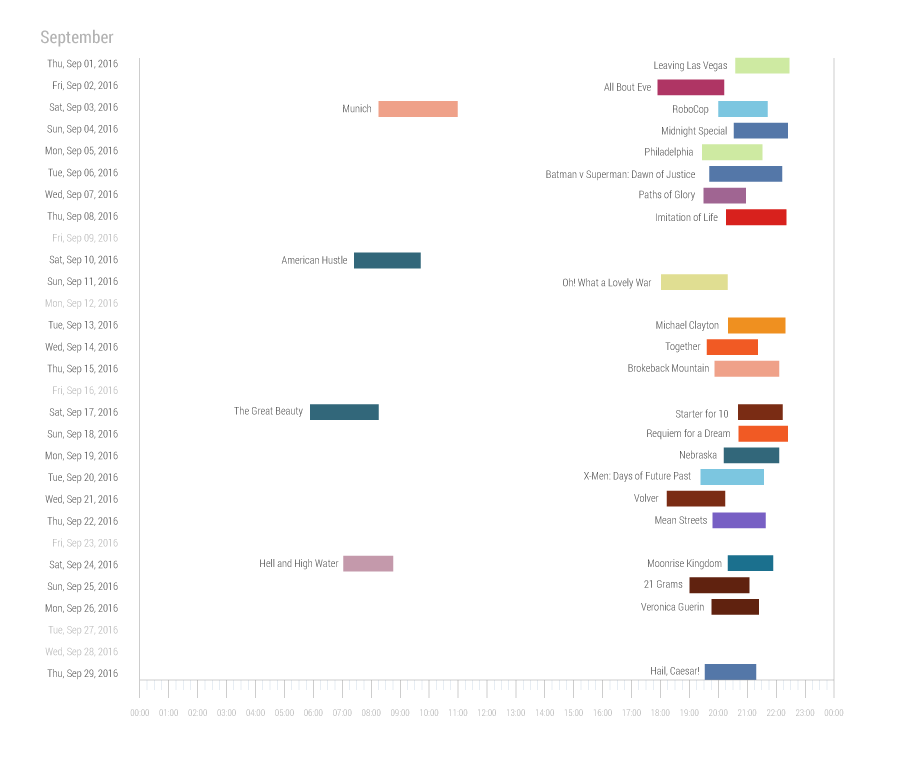 September
Thu, Sep 01, 2016 Leaving Las Vegas
Fri, Sep 02, 2016 All Bout Eve
Sat, Sep 03, 2016 Munich RoboCop
Sun, Sep 04, 2016 Midnight Special
Mon, Sep 05, 2016 Philadelphia
Tue, Sep 06, 2016 Batman v Superman: Dawn of Justice
Wed, Sep 07, 2016 Paths of Glory
Thu, Sep 08, 2016 Imitation of Life
Fri, Sep 09, 2016
Sat, Sep 10, 2016 American Hustle
Sun, Sep 11, 2016 Oh! What a Lovely War
Mon, Sep 12, 2016
Tue, Sep 13, 2016 Michael Clayton
Wed, Sep 14, 2016 Together
Thu, Sep 15, 2016 Brokeback Mountain
Fri, Sep 16, 2016
Sat, Sep 17, 2016 The Great Beauty Starter for 10
Sun, Sep 18, 2016 Requiem for a Dream
Mon, Sep 19, 2016 Nebraska
Tue, Sep 20, 2016 X-Men: Days of Future Past
Wed, Sep 21, 2016 Volver
Thu, Sep 22, 2016 Mean Streets
Fri, Sep 23, 2016
Sat, Sep 24, 2016 Hell and High Water Moonrise Kingdom
Sun, Sep 25, 2016 21 Grams
Mon, Sep 26, 2016 Veronica Guerin
Tue, Sep 27, 2016
Wed, Sep 28, 2016
Thu, Sep 29, 2016 Hail, Caesar!
00:00 01:00 02:00 03:00 04:00 05:00 06:00 07:00 08:00 09:00 10:00 11:00 12:00 13:00 14:00 15:00 16:00 17:00 18:00 19:00 20:00 21:00 22:00 23:00 00:00